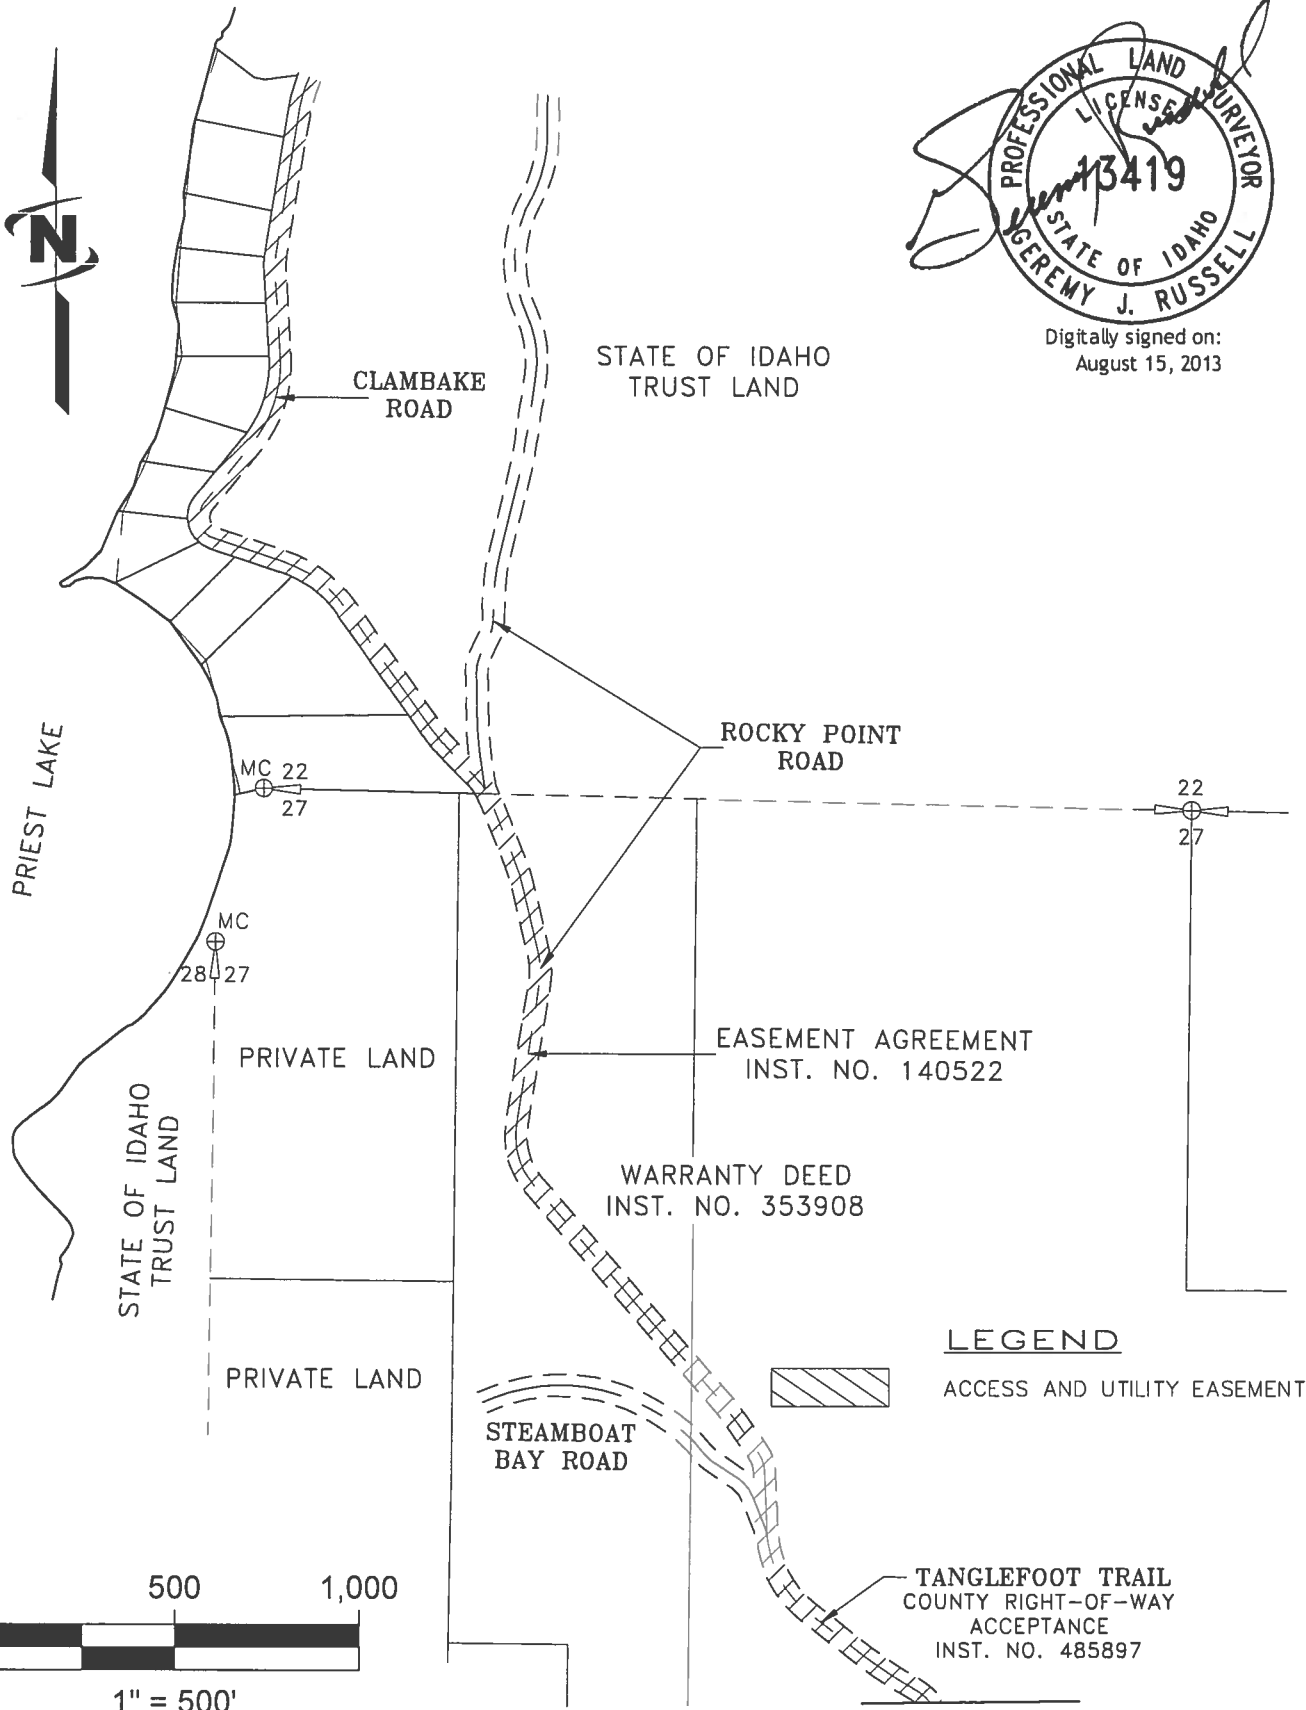 PROFESSIONAL LAND SURVEYOR
LICENSED
13419
STATE OF IDAHO
GEREMY J. RUSSELL
Digitally signed on:
August 15, 2013
N
STATE OF IDAHO
TRUST LAND
CLAMBAKE
ROAD
ROCKY POINT
ROAD
PRIEST LAKE
MC 22
27
22
27
MC
28 27
PRIVATE LAND
EASEMENT AGREEMENT
INST. NO. 140522
STATE OF IDAHO
TRUST LAND
WARRANTY DEED
INST. NO. 353908
PRIVATE LAND
LEGEND
ACCESS AND UTILITY EASEMENT
STEAMBOAT
BAY ROAD
TANGLEFOOT TRAIL
COUNTY RIGHT-OF-WAY
ACCEPTANCE
INST. NO. 485897
500 1,000
1" = 500'